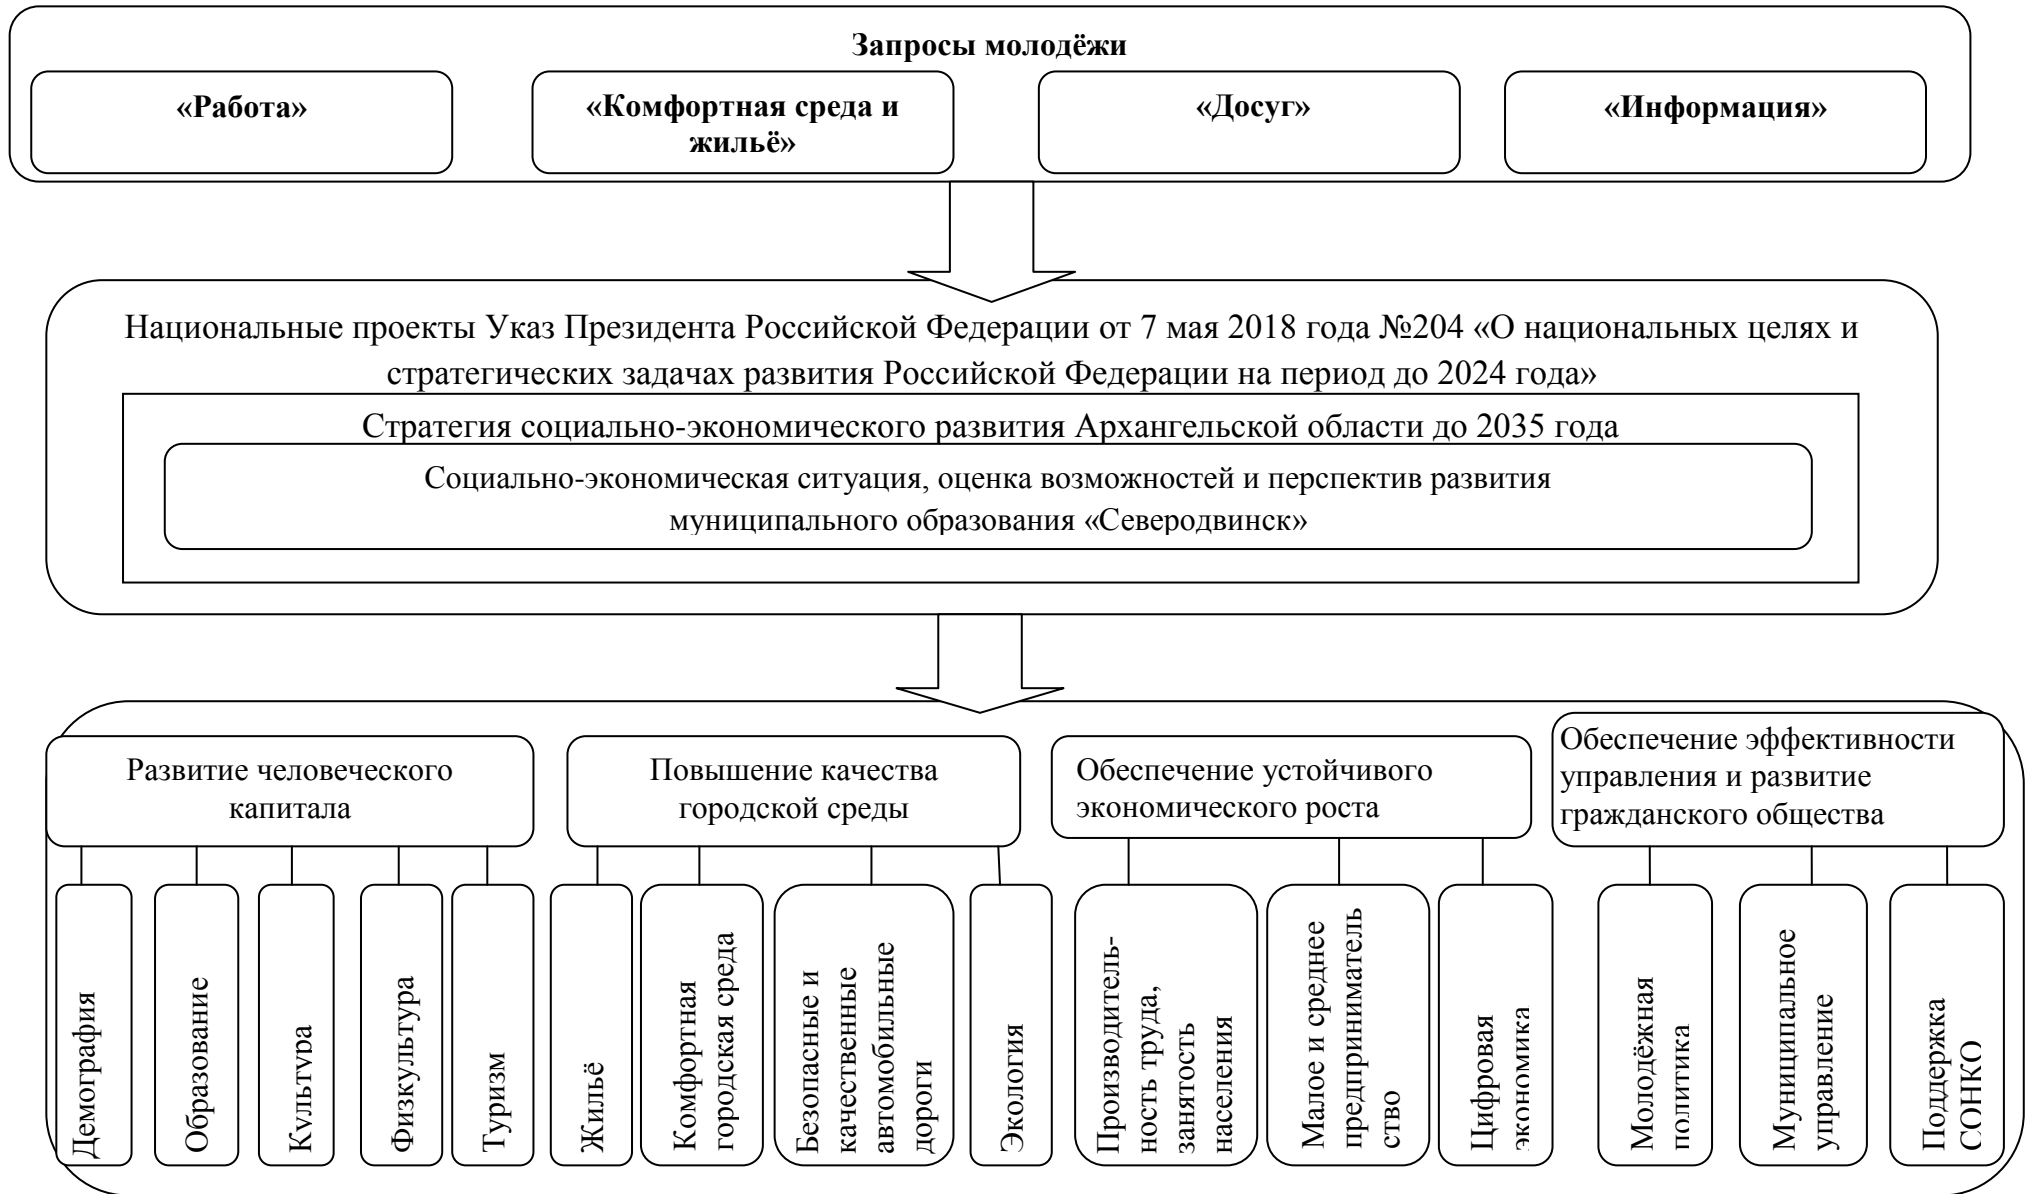 Запросы молодёжи
«Работа»
«Комфортная среда и
жильё»
«Досуг»
«Информация»
Национальные проекты Указ Президента Российской Федерации от 7 мая 2018 года №204 «О национальных целях и
стратегических задачах развития Российской Федерации на период до 2024 года»
Стратегия социально-экономического развития Архангельской области до 2035 года
Социально-экономическая ситуация, оценка возможностей и перспектив развития
муниципального образования «Северодвинск»
Развитие человеческого
капитала
Повышение качества
городской среды
Обеспечение устойчивого
экономического роста
Обеспечение эффективности
управления и развитие
гражданского общества
Демография
Образование
Культура
Физкультура
Туризм
Жильё
Комфортная
городская среда
Безопасные и
качественные
автомобильные
дороги
Экология
Производитель-
ность труда,
занятость
населения
Малое и среднее
предприниматель
ство
Цифровая
экономика
Молодёжная
политика
Муниципальное
управление
Поддержка
СОНКО